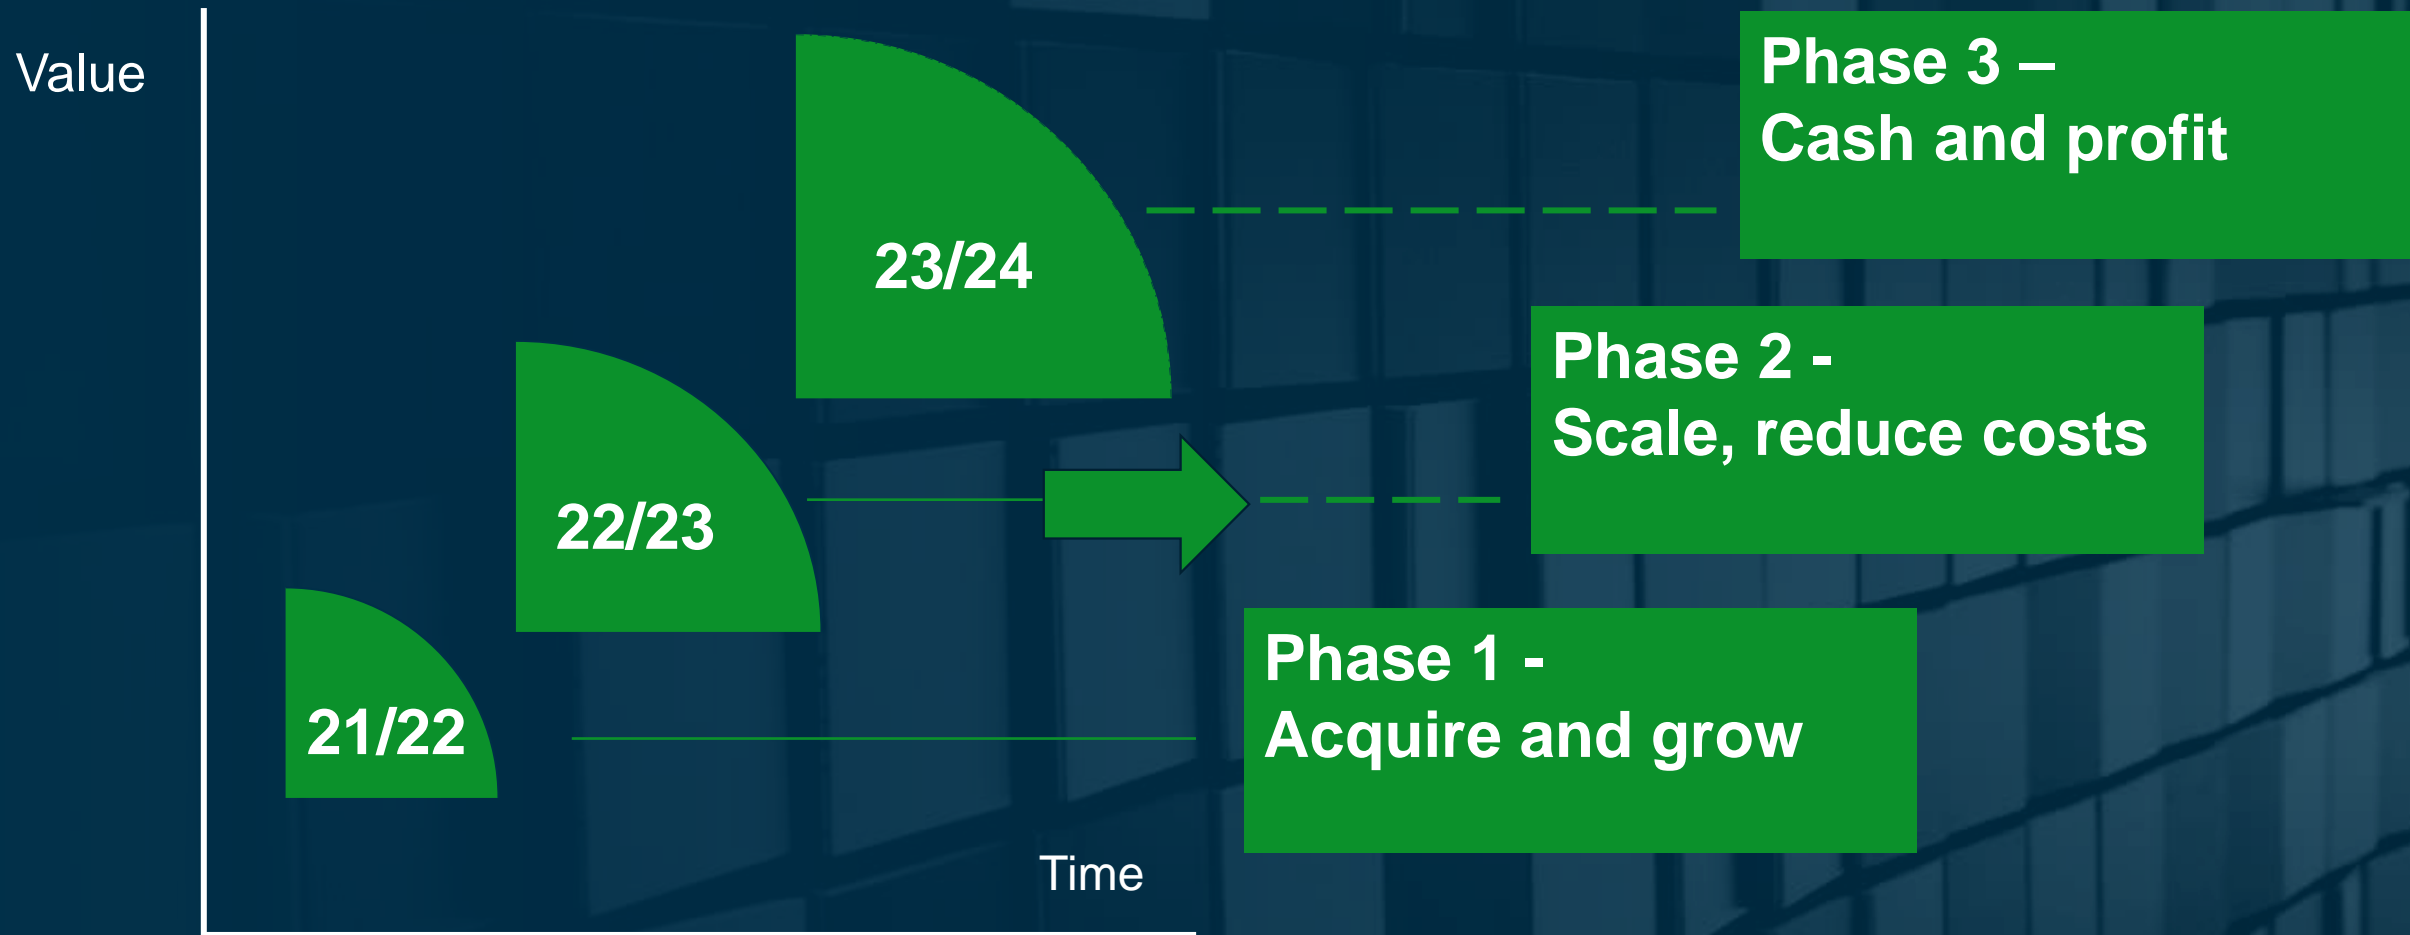 Value
23/24
22/23
21/22
Time
Phase 3 –
Cash and profit
Phase 2 -
Scale, reduce costs
Phase 1 -
Acquire and grow